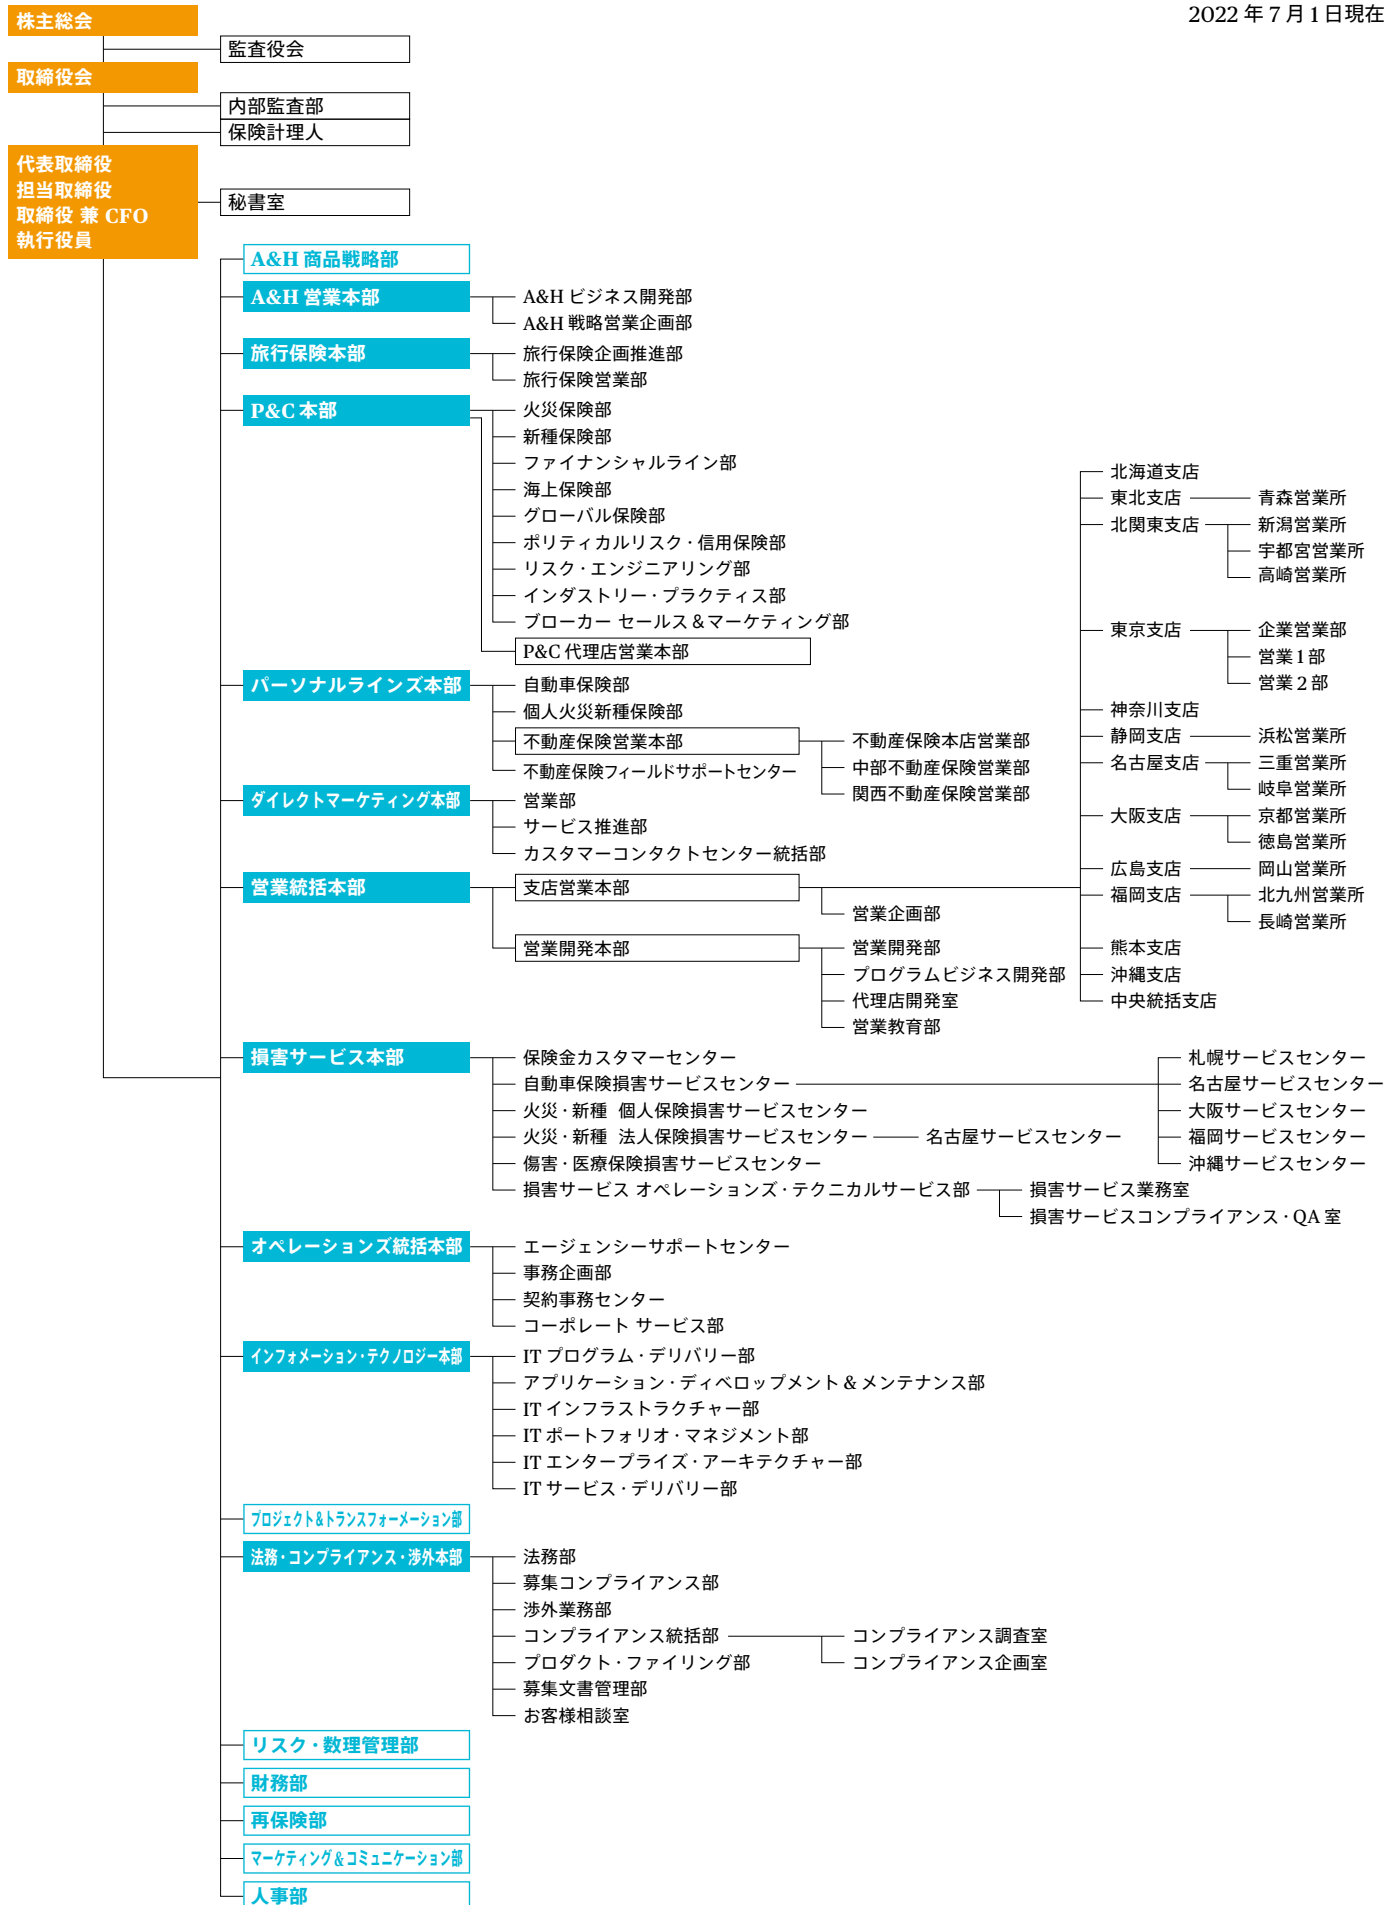 2022年7月1日現在
株主総会
監査役会
取締役会
内部監査部
保険計理人
代表取締役
担当取締役
取締役 兼 CFO
執行役員
秘書室
A&H 商品戦略部
A&H 営業本部
A&H ビジネス開発部
A&H 戦略営業企画部
旅行保険本部
旅行保険企画推進部
旅行保険営業部
P&C 本部
火災保険部
新種保険部
ファイナンシャルライン部
海上保険部
グローバル保険部
ポリティカルリスク・信用保険部
リスク・エンジニアリング部
インダストリー・プラクティス部
ブローカー セールス&マーケティング部
P&C 代理店営業本部
パーソナルラインズ本部
自動車保険部
個人火災新種保険部
不動産保険営業本部
不動産保険本店営業部
中部不動産保険営業部
関西不動産保険営業部
不動産保険フィールドサポートセンター
ダイレクトマーケティング本部
営業部
サービス推進部
カスタマーコンタクトセンター統括部
営業統括本部
支店営業本部
営業企画部
北海道支店
東北支店
青森営業所
北関東支店
新潟営業所
宇都宮営業所
高崎営業所
東京支店
企業営業部
営業1部
営業2部
神奈川支店
静岡支店
浜松営業所
名古屋支店
三重営業所
岐阜営業所
大阪支店
京都営業所
徳島営業所
広島支店
岡山営業所
福岡支店
北九州営業所
長崎営業所
熊本支店
沖縄支店
中央統括支店
営業開発本部
営業開発部
プログラムビジネス開発部
代理店開発室
営業教育部
損害サービス本部
保険金カスタマーセンター
自動車保険損害サービスセンター
札幌サービスセンター
名古屋サービスセンター
大阪サービスセンター
福岡サービスセンター
沖縄サービスセンター
火災・新種 個人保険損害サービスセンター
火災・新種 法人保険損害サービスセンター
名古屋サービスセンター
傷害・医療保険損害サービスセンター
損害サービス オペレーションズ・テクニカルサービス部
損害サービス業務室
損害サービスコンプライアンス・QA 室
オペレーションズ統括本部
エージェンシーサポートセンター
事務企画部
契約事務センター
コーポレート サービス部
インフォメーション・テクノロジー本部
IT プログラム・デリバリー部
アプリケーション・ディベロップメント & メンテナンス部
IT インフラストラクチャー部
IT ポートフォリオ・マネジメント部
IT エンタープライズ・アーキテクチャー部
IT サービス・デリバリー部
プロジェクト&トランスフォーメーション部
法務・コンプライアンス・渉外本部
法務部
募集コンプライアンス部
渉外業務部
コンプライアンス統括部
コンプライアンス調査室
コンプライアンス企画室
プロダクト・ファイリング部
募集文書管理部
お客様相談室
リスク・数理管理部
財務部
再保険部
マーケティング&コミュニケーション部
人事部